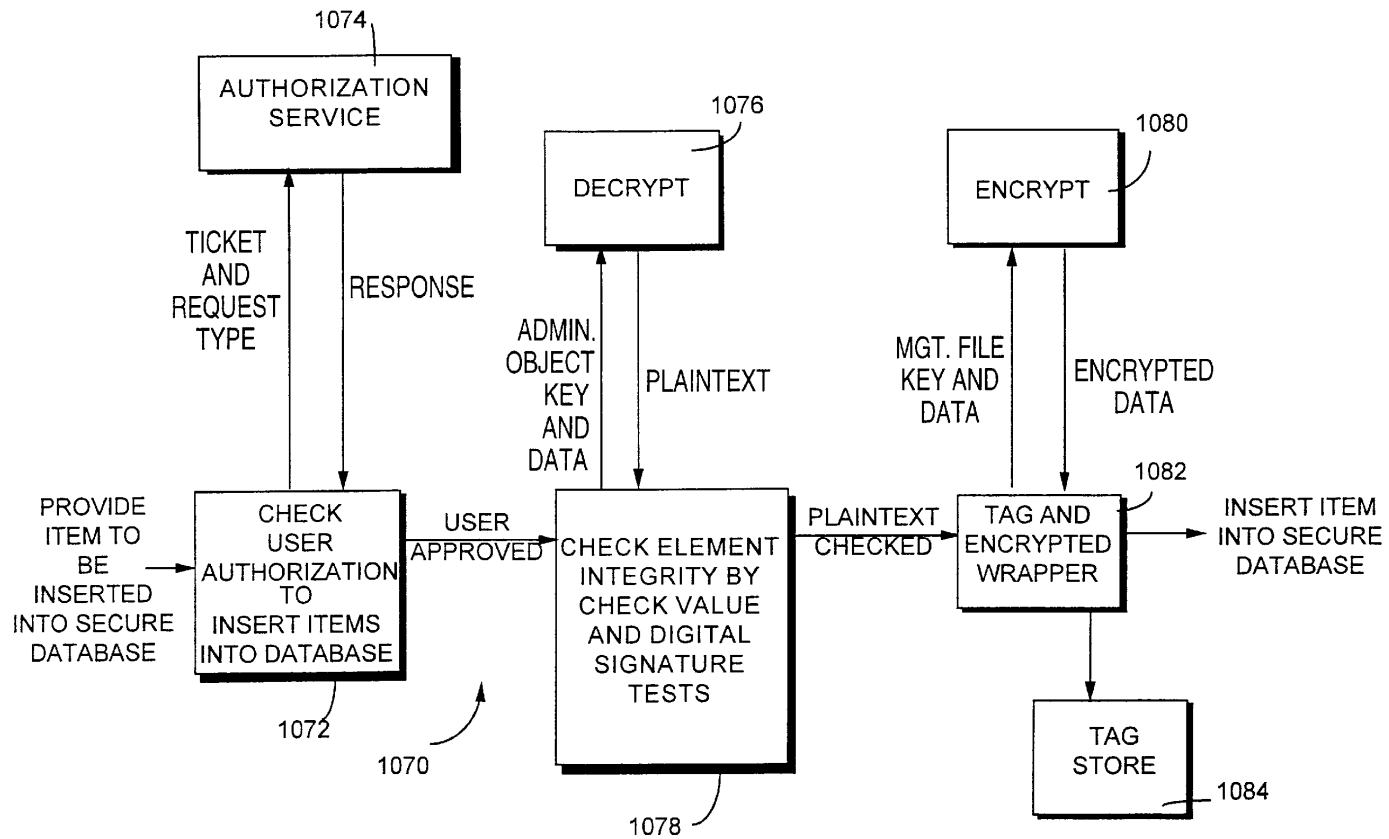 1074
AUTHORIZATION
SERVICE
1076
DECRYPT
1080
ENCRYPT
TICKET
AND
REQUEST
TYPE
RESPONSE
ADMIN.
OBJECT
KEY
AND
DATA
PLAINTEXT
MGT. FILE
KEY AND
DATA
ENCRYPTED
DATA
PROVIDE
ITEM TO
BE
INSERTED
INTO SECURE
DATABASE
CHECK
USER
AUTHORIZATION
TO
INSERT ITEMS
INTO DATABASE
1072
USER
APPROVED
1070
CHECK ELEMENT
INTEGRITY BY
CHECK VALUE
AND DIGITAL
SIGNATURE
TESTS
1078
PLAINTEXT
CHECKED
TAG AND
ENCRYPTED
WRAPPER
1082
INSERT ITEM
INTO SECURE
DATABASE
TAG
STORE
1084